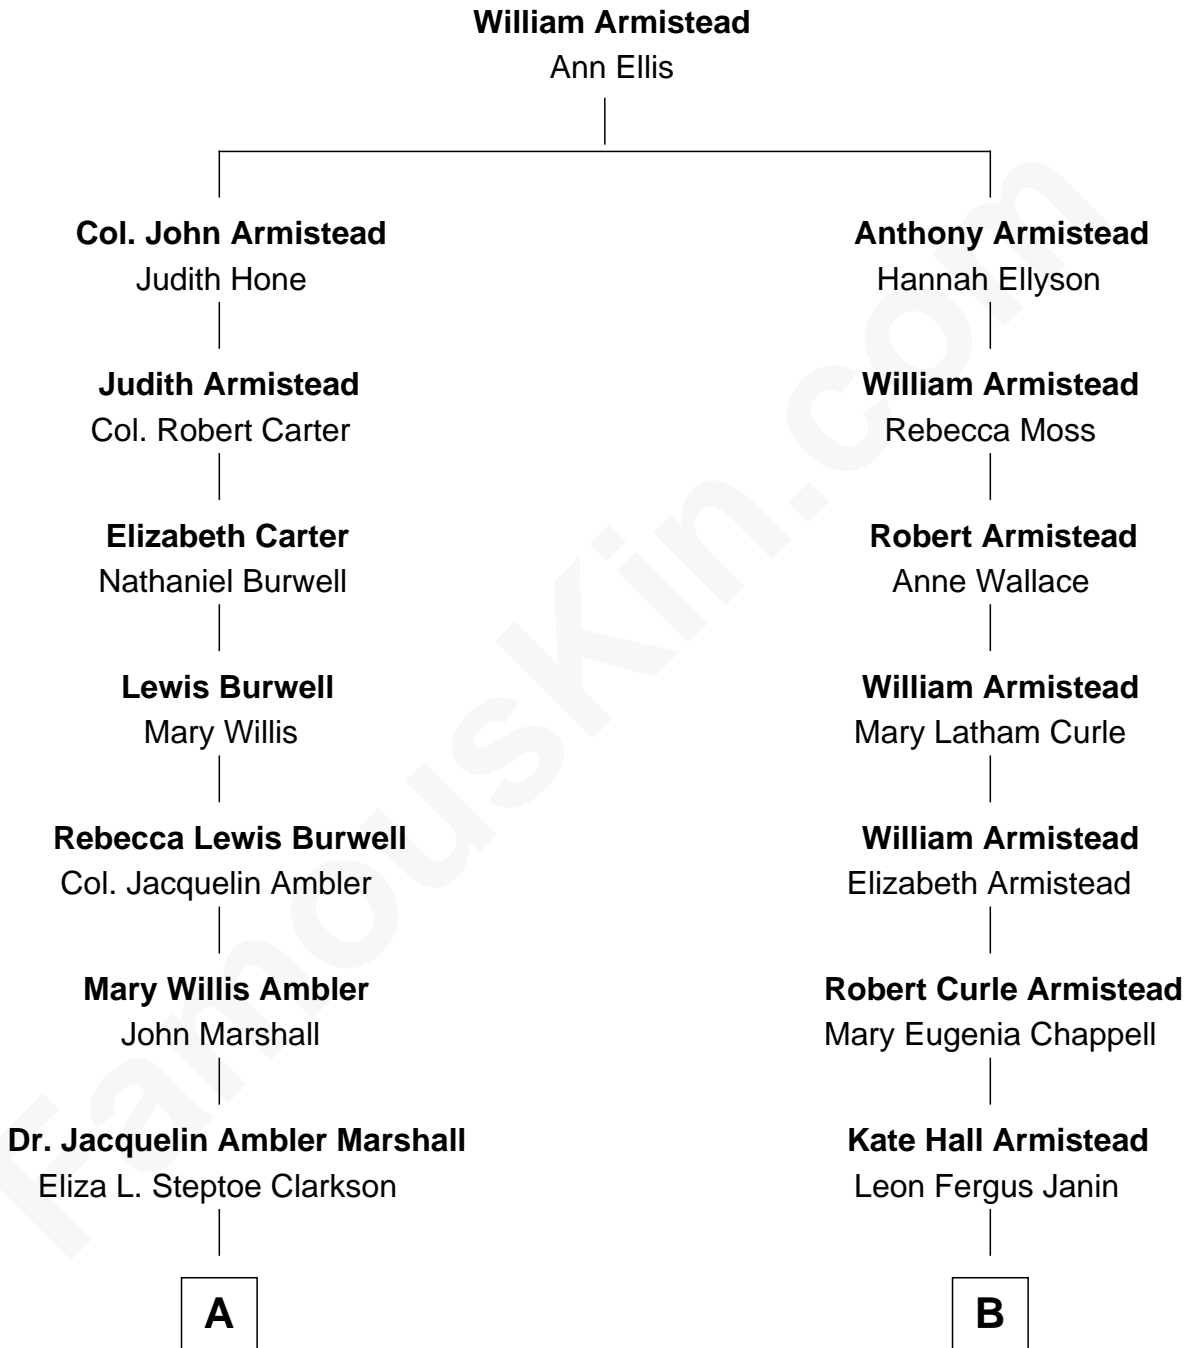 William Armistead
Ann Ellis
Col. John Armistead
Judith Hone
Anthony Armistead
Hannah Ellyson
Judith Armistead
Col. Robert Carter
William Armistead
Rebecca Moss
Elizabeth Carter
Nathaniel Burwell
Robert Armistead
Anne Wallace
Lewis Burwell
Mary Willis
William Armistead
Mary Latham Curle
Rebecca Lewis Burwell
Col. Jacquelin Ambler
William Armistead
Elizabeth Armistead
Mary Willis Ambler
John Marshall
Robert Curle Armistead
Mary Eugenia Chappell
Dr. Jacquelin Ambler Marshall
Eliza L. Steptoe Clarkson
Kate Hall Armistead
Leon Fergus Janin
A
B
FamousKin.com